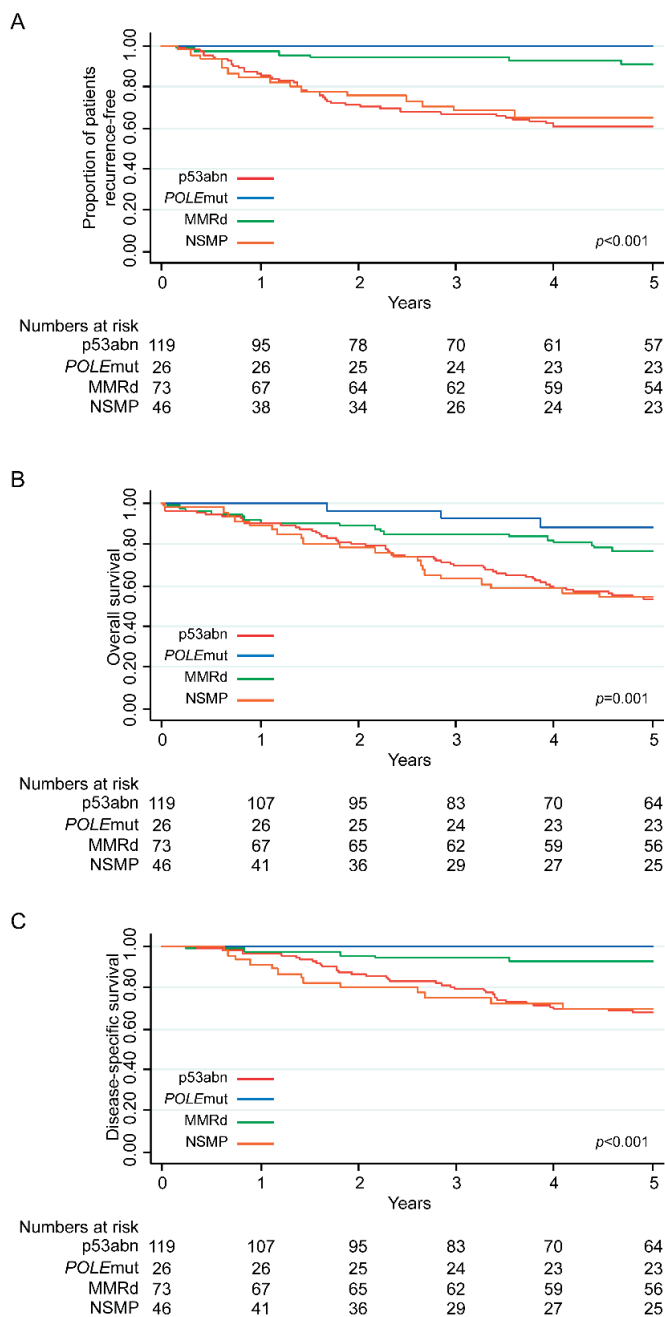 A
Proportion of patients
recurrence-free
0.00 0.20 0.40 0.60 0.80 1.00
p53abn
POLEmut
MMRd
NSMP
p<0.001
0 1 2 3 4 5
Years
Numbers at risk
p53abn 119 95 78 70 61 57
POLEmut 26 26 25 24 23 23
MMRd 73 67 64 62 59 54
NSMP 46 38 34 26 24 23
B
Overall survival
0.00 0.20 0.40 0.60 0.80 1.00
p53abn
POLEmut
MMRd
NSMP
p=0.001
0 1 2 3 4 5
Years
Numbers at risk
p53abn 119 107 95 83 70 64
POLEmut 26 26 25 24 23 23
MMRd 73 67 65 62 59 56
NSMP 46 41 36 29 27 25
C
Disease-specific survival
0.00 0.20 0.40 0.60 0.80 1.00
p53abn
POLEmut
MMRd
NSMP
p<0.001
0 1 2 3 4 5
Years
Numbers at risk
p53abn 119 107 95 83 70 64
POLEmut 26 26 25 24 23 23
MMRd 73 67 65 62 59 56
NSMP 46 41 36 29 27 25